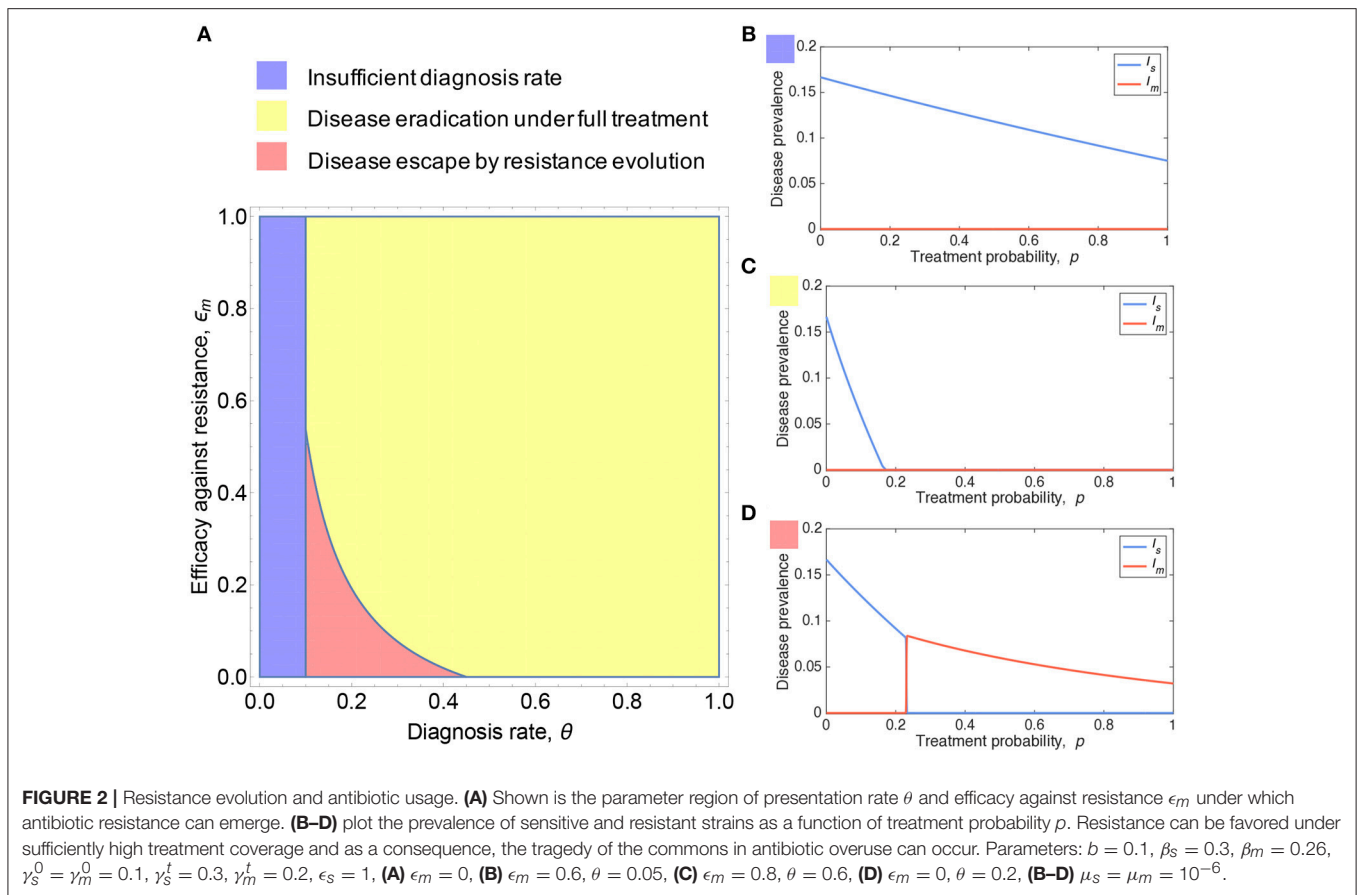 A
Insufficient diagnosis rate
Disease eradication under full treatment
Disease escape by resistance evolution
1.0
0.8
0.6
0.4
0.2
0.0
Efficacy against resistance, ϵm
0.0 0.2 0.4 0.6 0.8 1.0
Diagnosis rate, θ
B
0.2
0.15
0.1
0.05
0
Disease prevalence
Is
Im
0 0.2 0.4 0.6 0.8 1
Treatment probability, p
C
0.2
0.15
0.1
0.05
0
Disease prevalence
Is
Im
0 0.2 0.4 0.6 0.8 1
Treatment probability, p
D
0.2
0.15
0.1
0.05
0
Disease prevalence
Is
Im
0 0.2 0.4 0.6 0.8 1
Treatment probability, p
FIGURE 2 | Resistance evolution and antibiotic usage. (A) Shown is the parameter region of presentation rate θ and efficacy against resistance ϵm under which
antibiotic resistance can emerge. (B–D) plot the prevalence of sensitive and resistant strains as a function of treatment probability p. Resistance can be favored under
sufficiently high treatment coverage and as a consequence, the tragedy of the commons in antibiotic overuse can occur. Parameters: b = 0.1, βs = 0.3, βm = 0.26,
γs^0 = γm^0 = 0.1, γs^t = 0.3, γm^t = 0.2, ϵs = 1, (A) ϵm = 0, (B) ϵm = 0.6, θ = 0.05, (C) ϵm = 0.8, θ = 0.6, (D) ϵm = 0, θ = 0.2, (B–D) μs = μm = 10^−6.